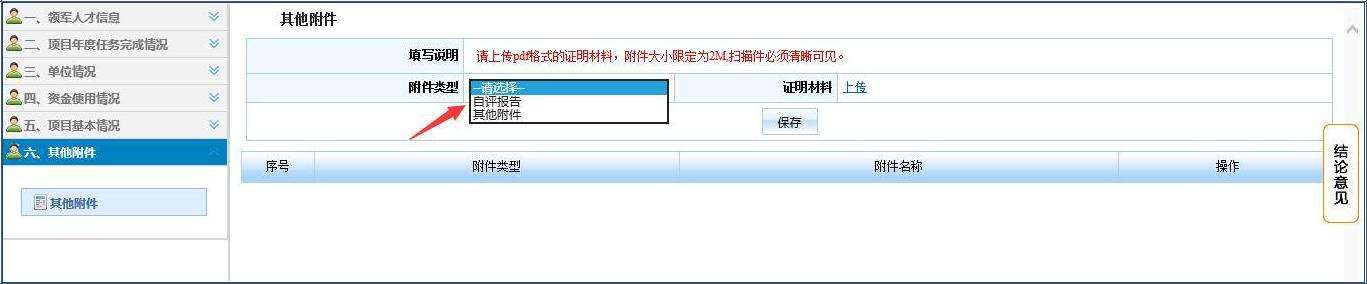 一、领军人才信息
二、项目年度任务完成情况
三、单位情况
四、资金使用情况
五、项目基本情况
六、其他附件
其他附件
其他附件
填写说明 请上传pdf格式的证明材料，附件大小限定为2M,扫描件必须清晰可见。
附件类型 --请选择-- 证明材料 上传
自评报告
其他附件
保存
序号 附件类型 附件名称 操作
结论意见